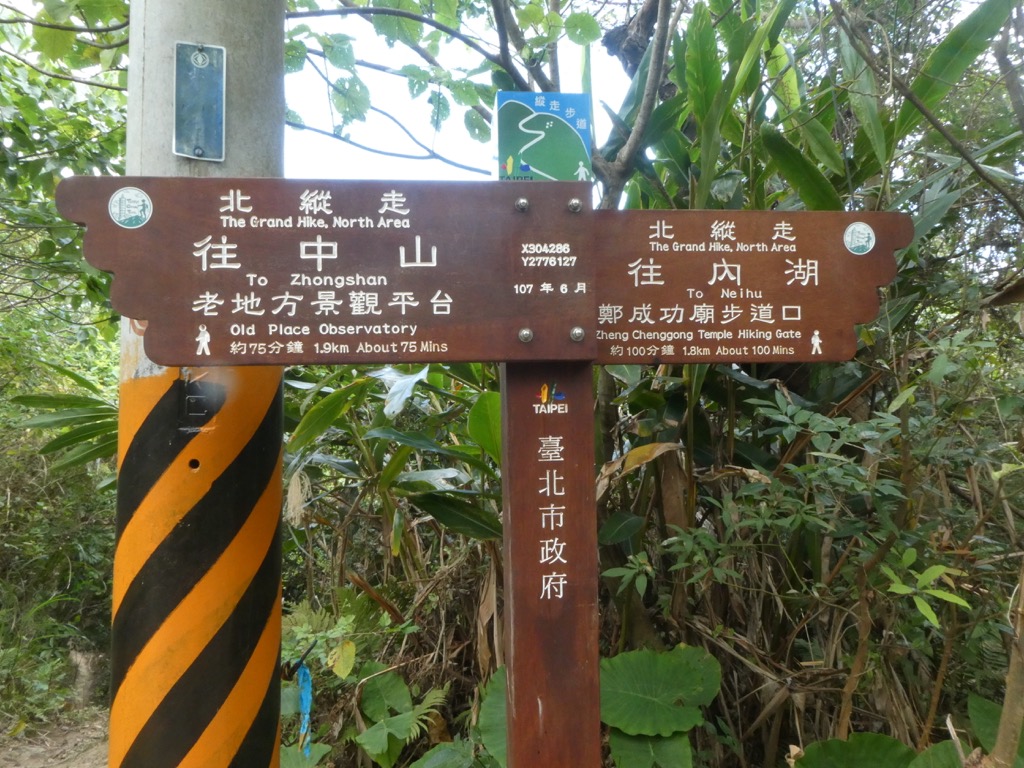 縱走步道
TAIPEI
北縱走
The Grand Hike, North Area
往中山
To Zhongshan
老地方景觀平台
Old Place Observatory
約75分鐘 1.9km About 75 Mins
X304286
Y2776127
107 年 6 月
北縱走
The Grand Hike, North Area
往內湖
To Neihu
鄭成功廟步道口
Zheng Chenggong Temple Hiking Gate
約100分鐘 1.8km About 100 Mins
TAIPEI
臺北市政府